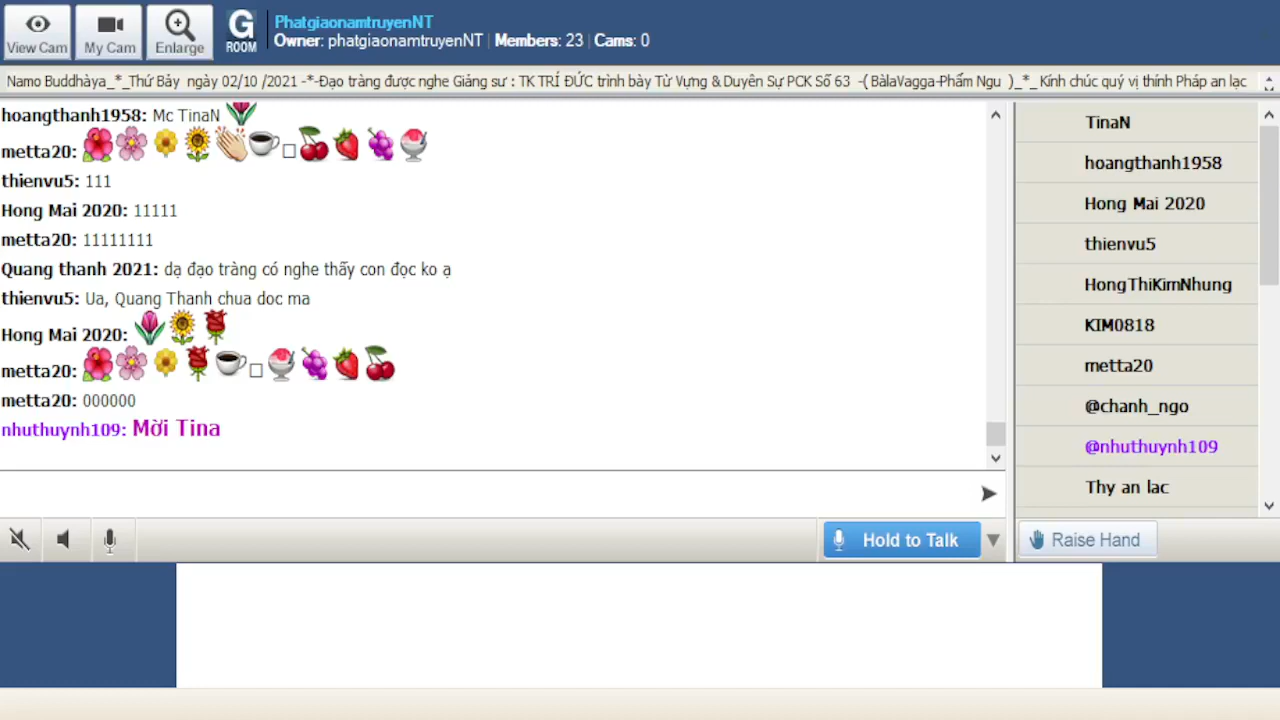 View Cam
My Cam
Enlarge
G
ROOM
PhatgiaonamtruyenNT
Owner: phatgiaonamtruyenNT | Members: 23 | Cams: 0
Namo Buddhàya_*_Thứ Bảy ngày 02/10 /2021 -*-Đạo tràng được nghe Giảng sư : TK TRÍ ĐỨC trình bày Từ Vựng & Duyên Sự PCK Số 63 -( BàlaVagga-Phẩm Ngu )_*_ Kính chúc quý vị thính Pháp an lạc
hoangthanh1958: Mc TinaN
metta20:
thienvu5: 111
Hong Mai 2020: 11111
metta20: 11111111
Quang thanh 2021: dạ đạo tràng có nghe thấy con đọc ko ạ
thienvu5: Ua, Quang Thanh chua doc ma
Hong Mai 2020:
metta20:
metta20: 000000
nhuthuynh109: Mời Tina
TinaN
hoangthanh1958
Hong Mai 2020
thienvu5
HongThiKimNhung
KIM0818
metta20
@chanh_ngo
@nhuthuynh109
Thy an lac
Hold to Talk
Raise Hand